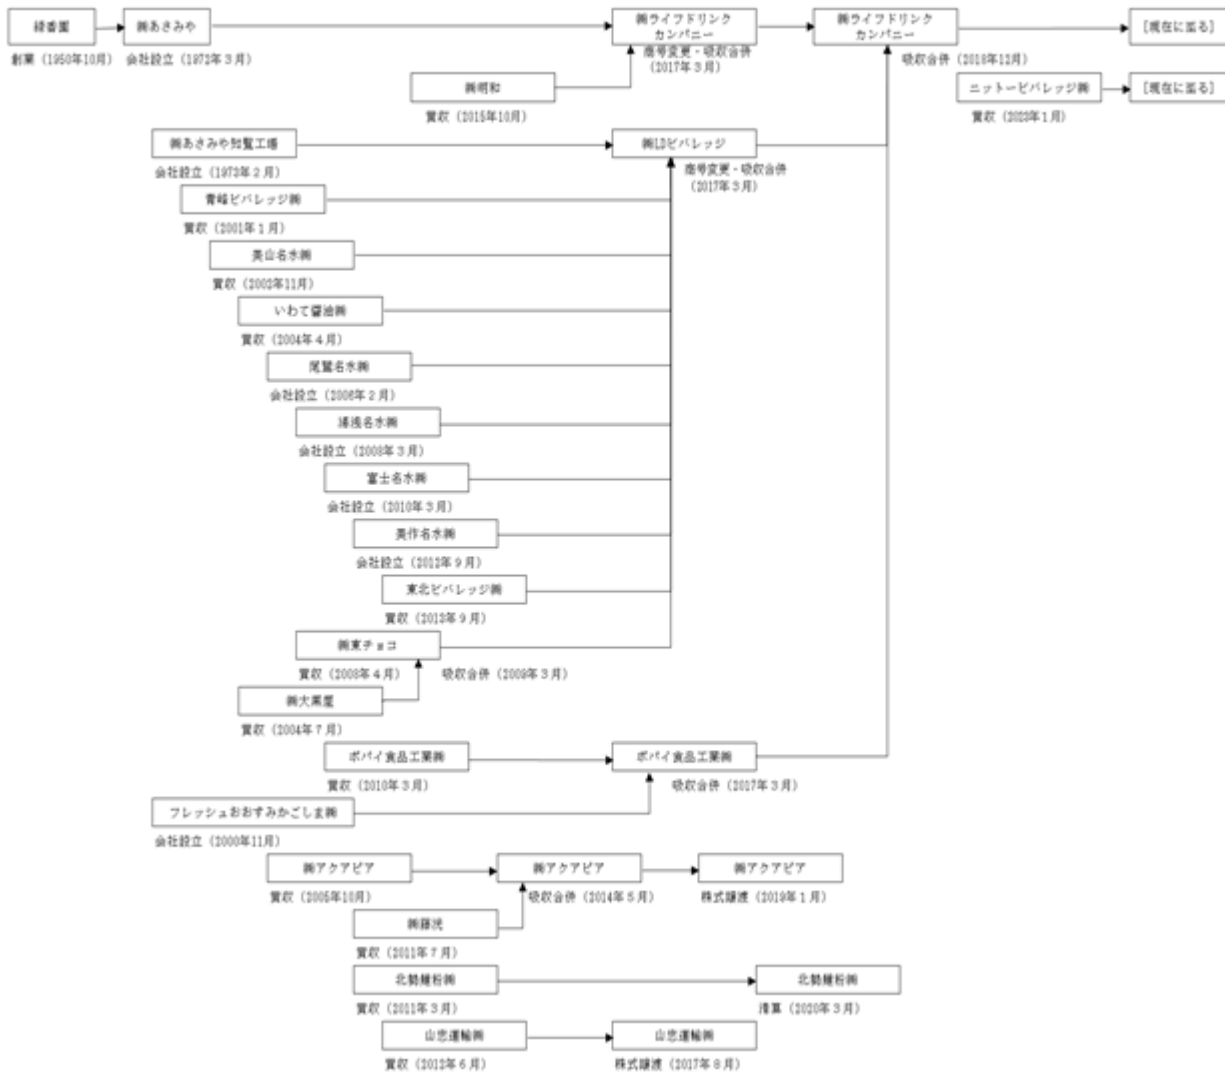 緑香園
㈱あさみや
㈱ライフドリンク
カンパニー
㈱ライフドリンク
カンパニー
[現在に至る]
創業（1950年10月）
会社設立（1972年３月）
商号変更・吸収合併
（2017年３月）
吸収合併（2018年12月）
㈱明和
買収（2015年10月）
ニットービバレッジ㈱
[現在に至る]
買収（2023年１月）
㈱あさみや知覧工場
㈱LDビバレッジ
会社設立（1973年２月）
商号変更・吸収合併
（2017年３月）
青峰ビバレッジ㈱
買収（2001年１月）
美山名水㈱
買収（2002年11月）
いわて醤油㈱
買収（2004年４月）
尾鷲名水㈱
会社設立（2006年２月）
湯浅名水㈱
会社設立（2008年３月）
富士名水㈱
会社設立（2010年３月）
美作名水㈱
会社設立（2012年９月）
東北ビバレッジ㈱
買収（2013年９月）
㈱東チョコ
買収（2008年４月）
吸収合併（2009年３月）
㈱大黒屋
買収（2004年７月）
ポパイ食品工業㈱
ポパイ食品工業㈱
買収（2010年３月）
吸収合併（2017年３月）
フレッシュおおすみかごしま㈱
会社設立（2000年11月）
㈱アクアピア
㈱アクアピア
㈱アクアピア
買収（2005年10月）
吸収合併（2014年５月）
株式譲渡（2019年１月）
買収（2011年７月）
北勢麺粉㈱
北勢麺粉㈱
買収（2011年３月）
清算（2020年３月）
山忠運輸㈱
山忠運輸㈱
買収（2012年６月）
株式譲渡（2017年８月）